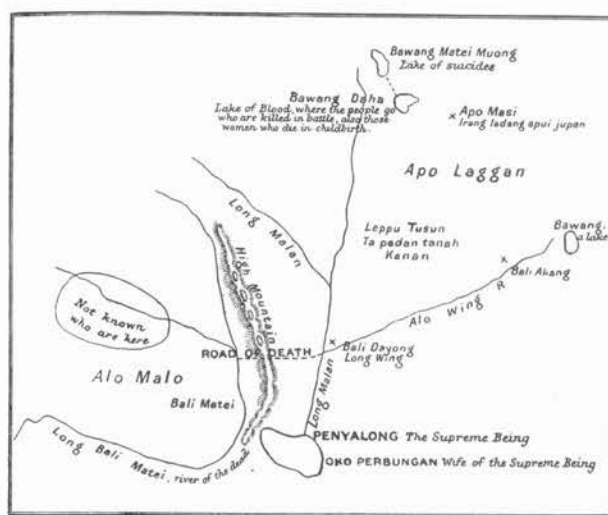 Bawang Matei Muong
Lake of suicides
Bawang Daha
Lake of Blood, where the people go
who are killed in battle, also those
women who die in childbirth.
Apo Masi
Irang ladang apui jupan
Apo Laggan
Long Malan
Leppu Tusun
Ta padan tanah
Kanan
Bawang.
a lake
Bali Abang
High Mountain
Alo Wing R
Not known
who are here
ROAD OF DEATH
Bali Dayong
Long Wing
Alo Malo
Bali Matei
Long Malan
Long Bali Matei, river of the dead
PENYALONG The Supreme Being
OKO PERBUNGAN Wife of the Supreme Being